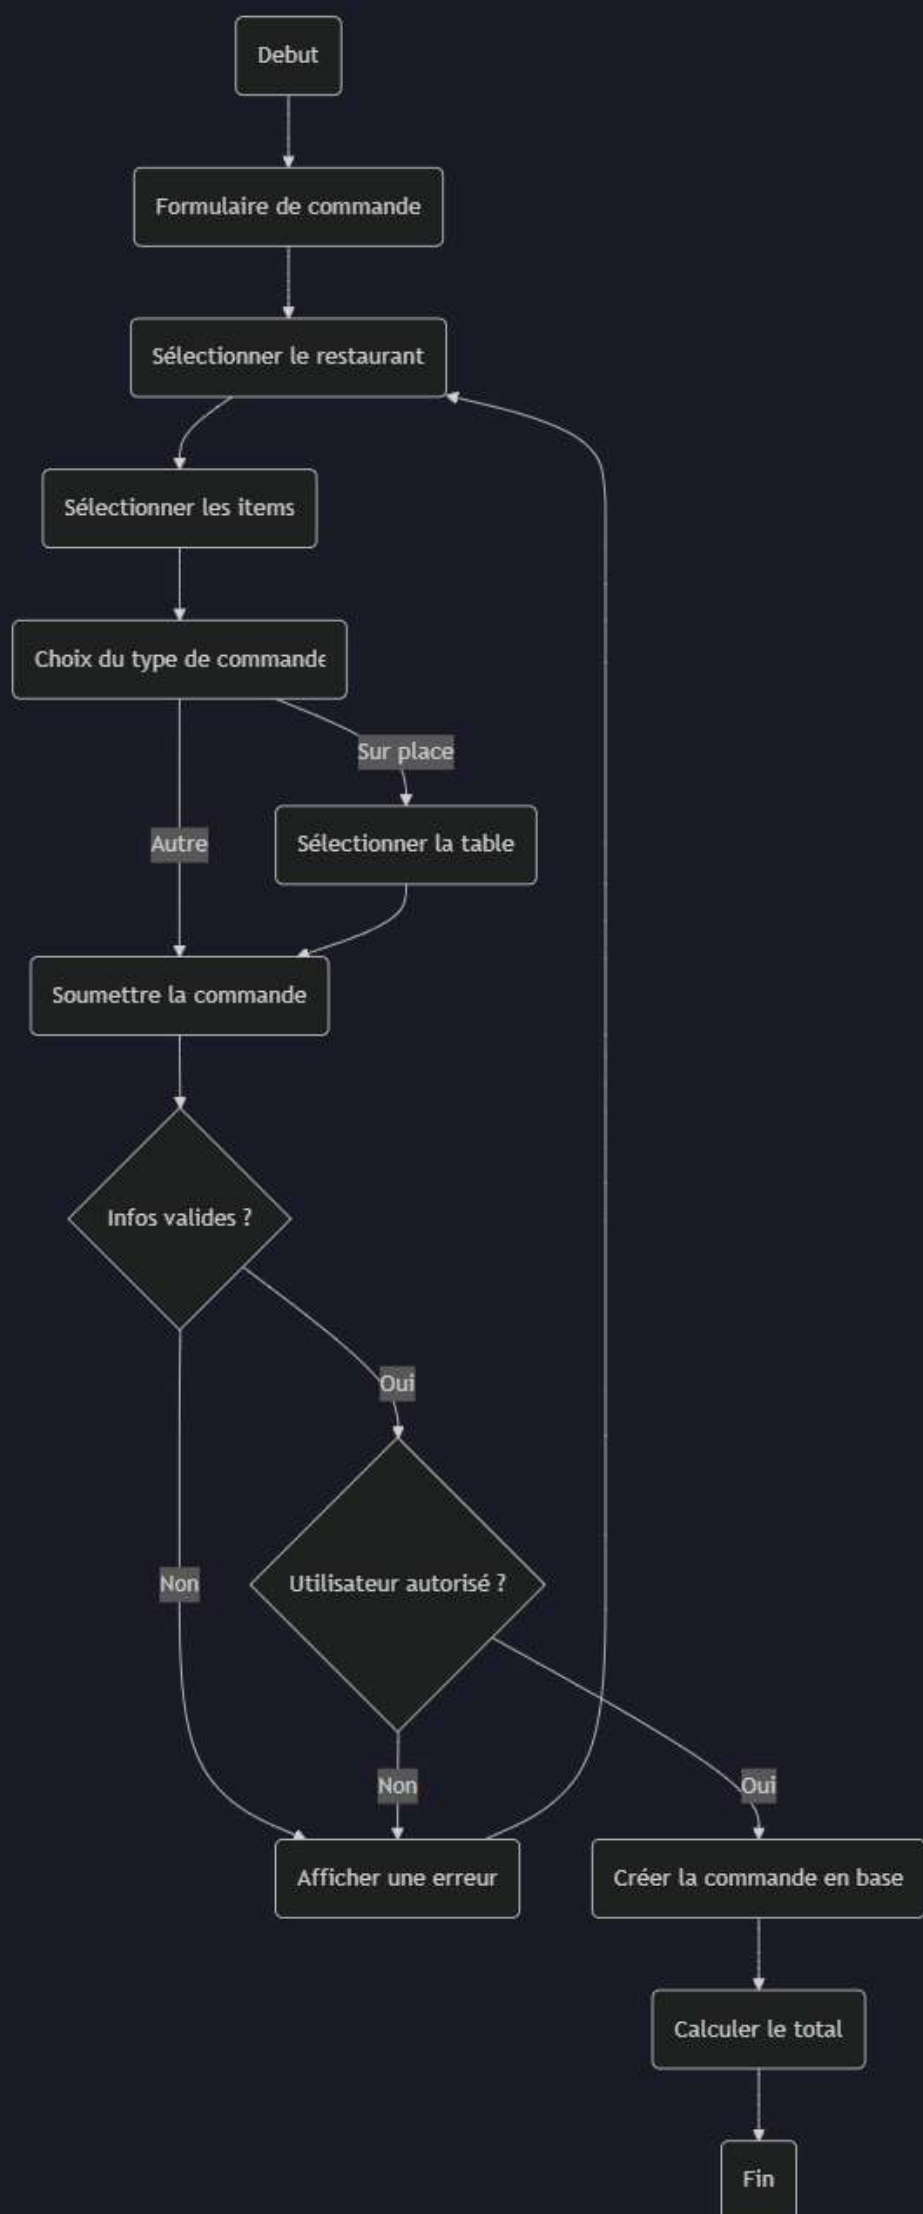 Debut
Formulaire de commande
Sélectionner le restaurant
Sélectionner les items
Choix du type de commande
Sur place
Autre
Sélectionner la table
Soumettre la commande
Infos valides ?
Oui
Non
Utilisateur autorisé ?
Non
Oui
Afficher une erreur
Créer la commande en base
Calculer le total
Fin